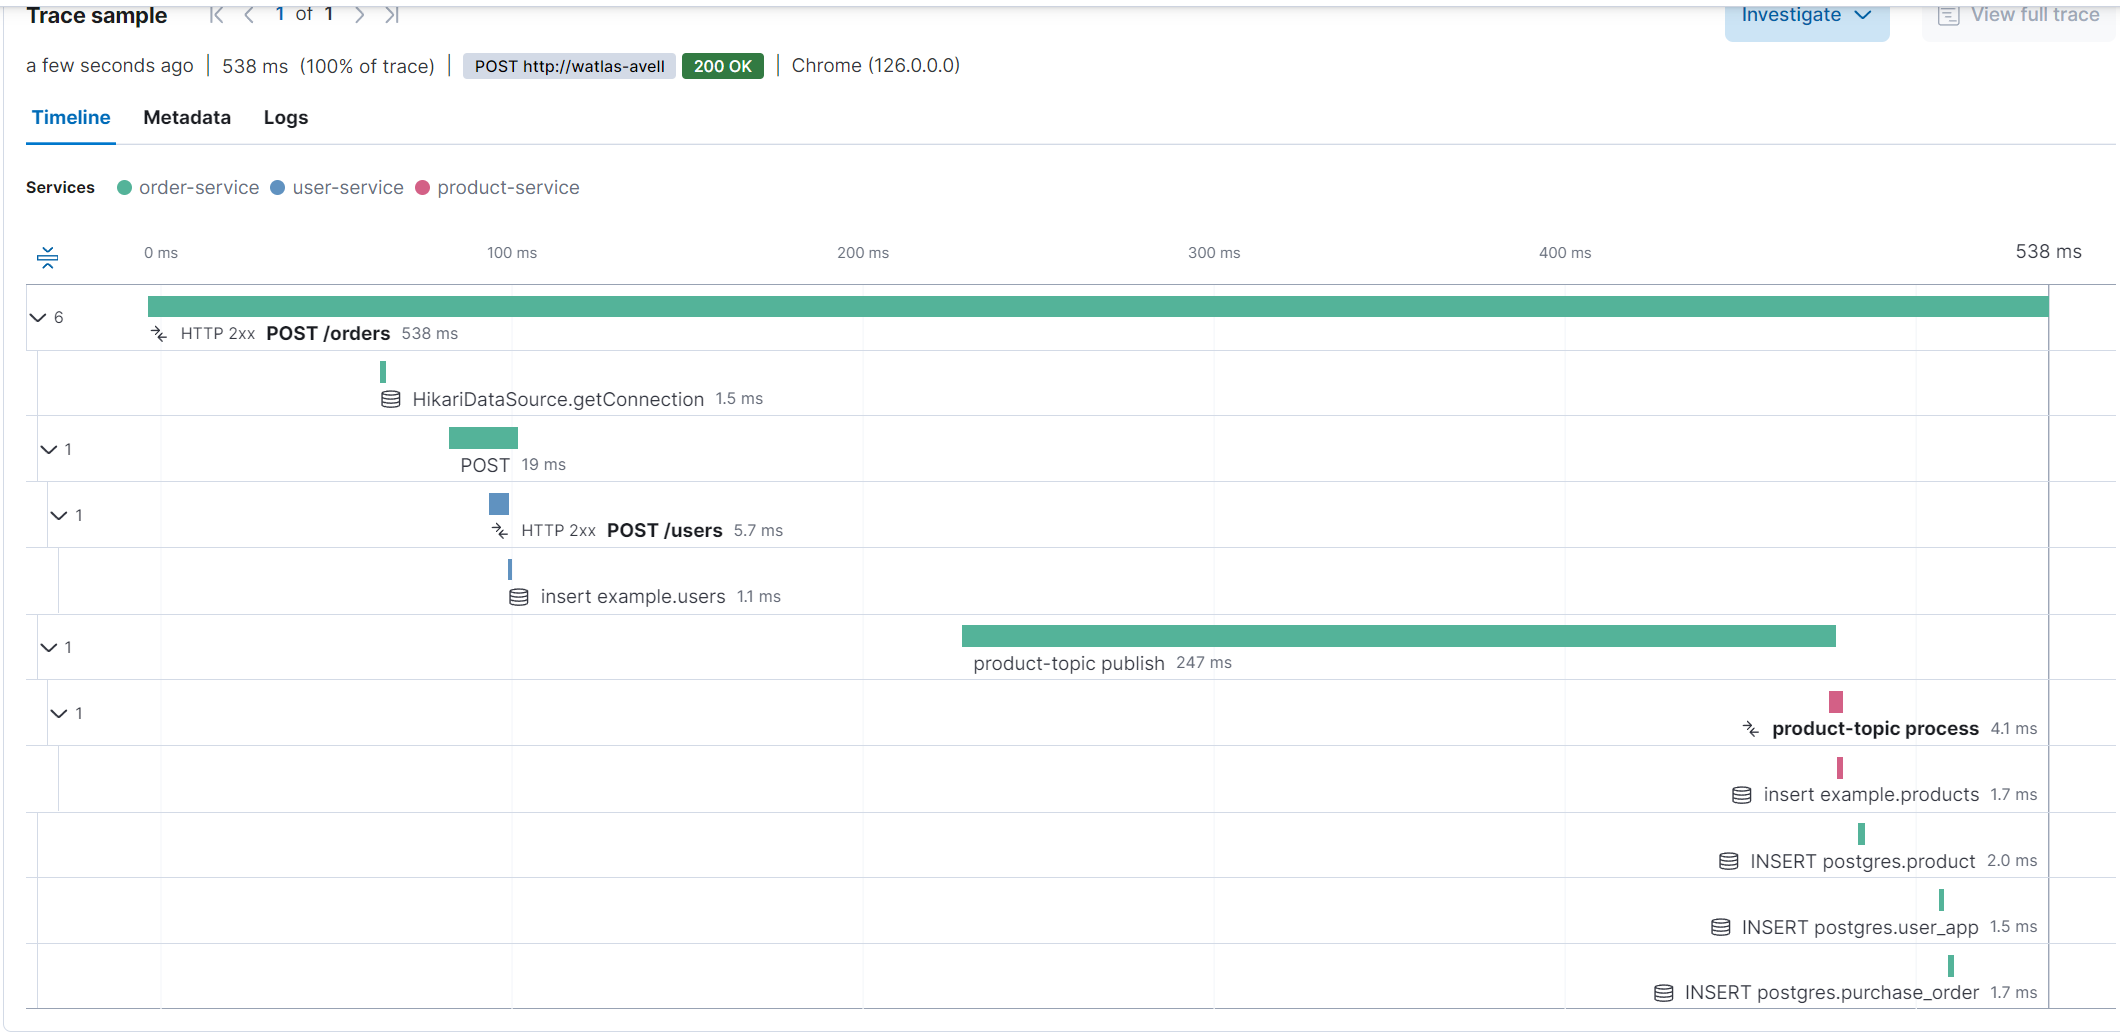 Trace sample 1 of 1 Investigate View full trace
a few seconds ago 538 ms (100% of trace) POST http://watlas-avell 200 OK Chrome (126.0.0.0)
Timeline Metadata Logs
Services order-service user-service product-service
0 ms 100 ms 200 ms 300 ms 400 ms 538 ms
6
HTTP 2xx POST /orders 538 ms
HikariDataSource.getConnection 1.5 ms
1
POST 19 ms
1
HTTP 2xx POST /users 5.7 ms
insert example.users 1.1 ms
1
product-topic publish 247 ms
1
product-topic process 4.1 ms
insert example.products 1.7 ms
INSERT postgres.product 2.0 ms
INSERT postgres.user_app 1.5 ms
INSERT postgres.purchase_order 1.7 ms